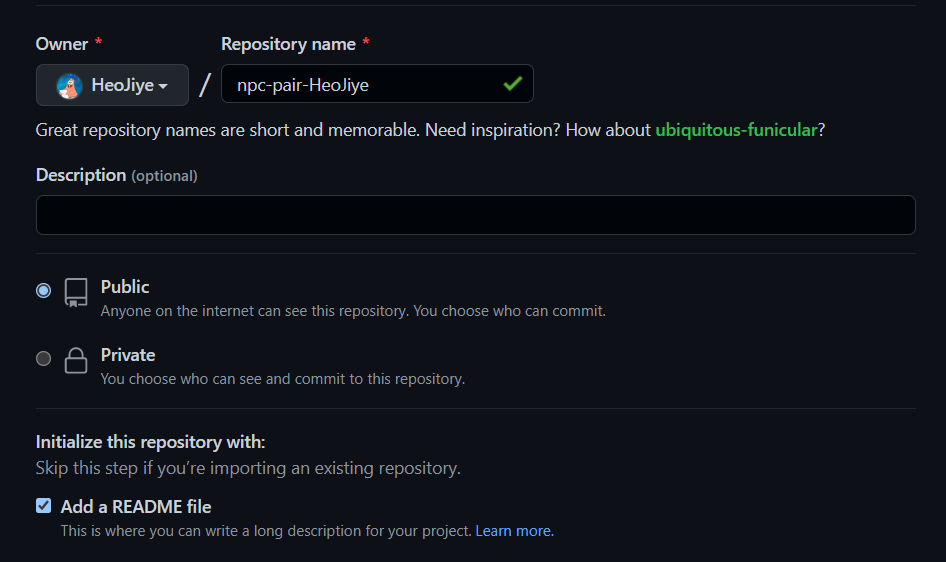 Owner * Repository name *
HeoJiye / npc-pair-HeoJiye
Great repository names are short and memorable. Need inspiration? How about ubiquitous-funicular?
Description (optional)
Public
Anyone on the internet can see this repository. You choose who can commit.
Private
You choose who can see and commit to this repository.
Initialize this repository with:
Skip this step if you’re importing an existing repository.
Add a README file
This is where you can write a long description for your project. Learn more.